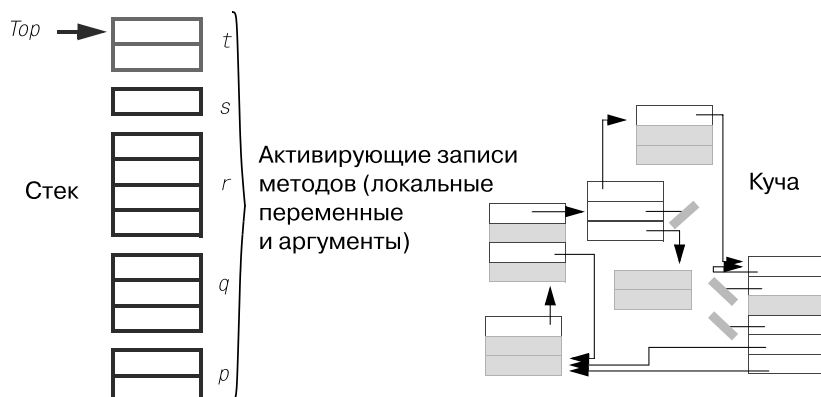 Top
t
s
r
q
p
Стек
Активирующие записи
методов (локальные
переменные
и аргументы)
Куча